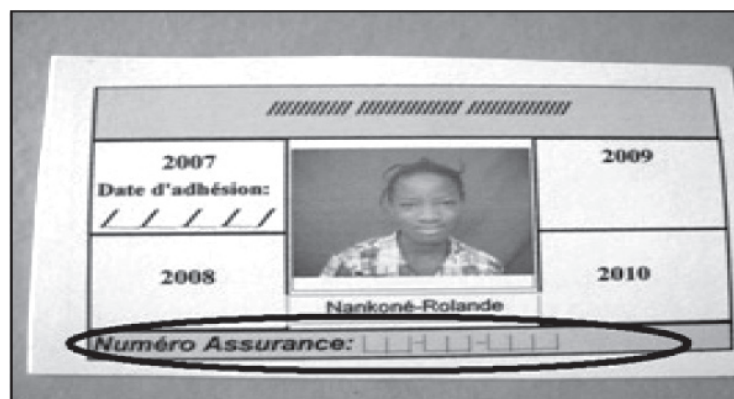 2007
Date d'adhésion:
/ / / / /
2008
2009
2010
Nankoné-Rolande
Numéro Assurance: